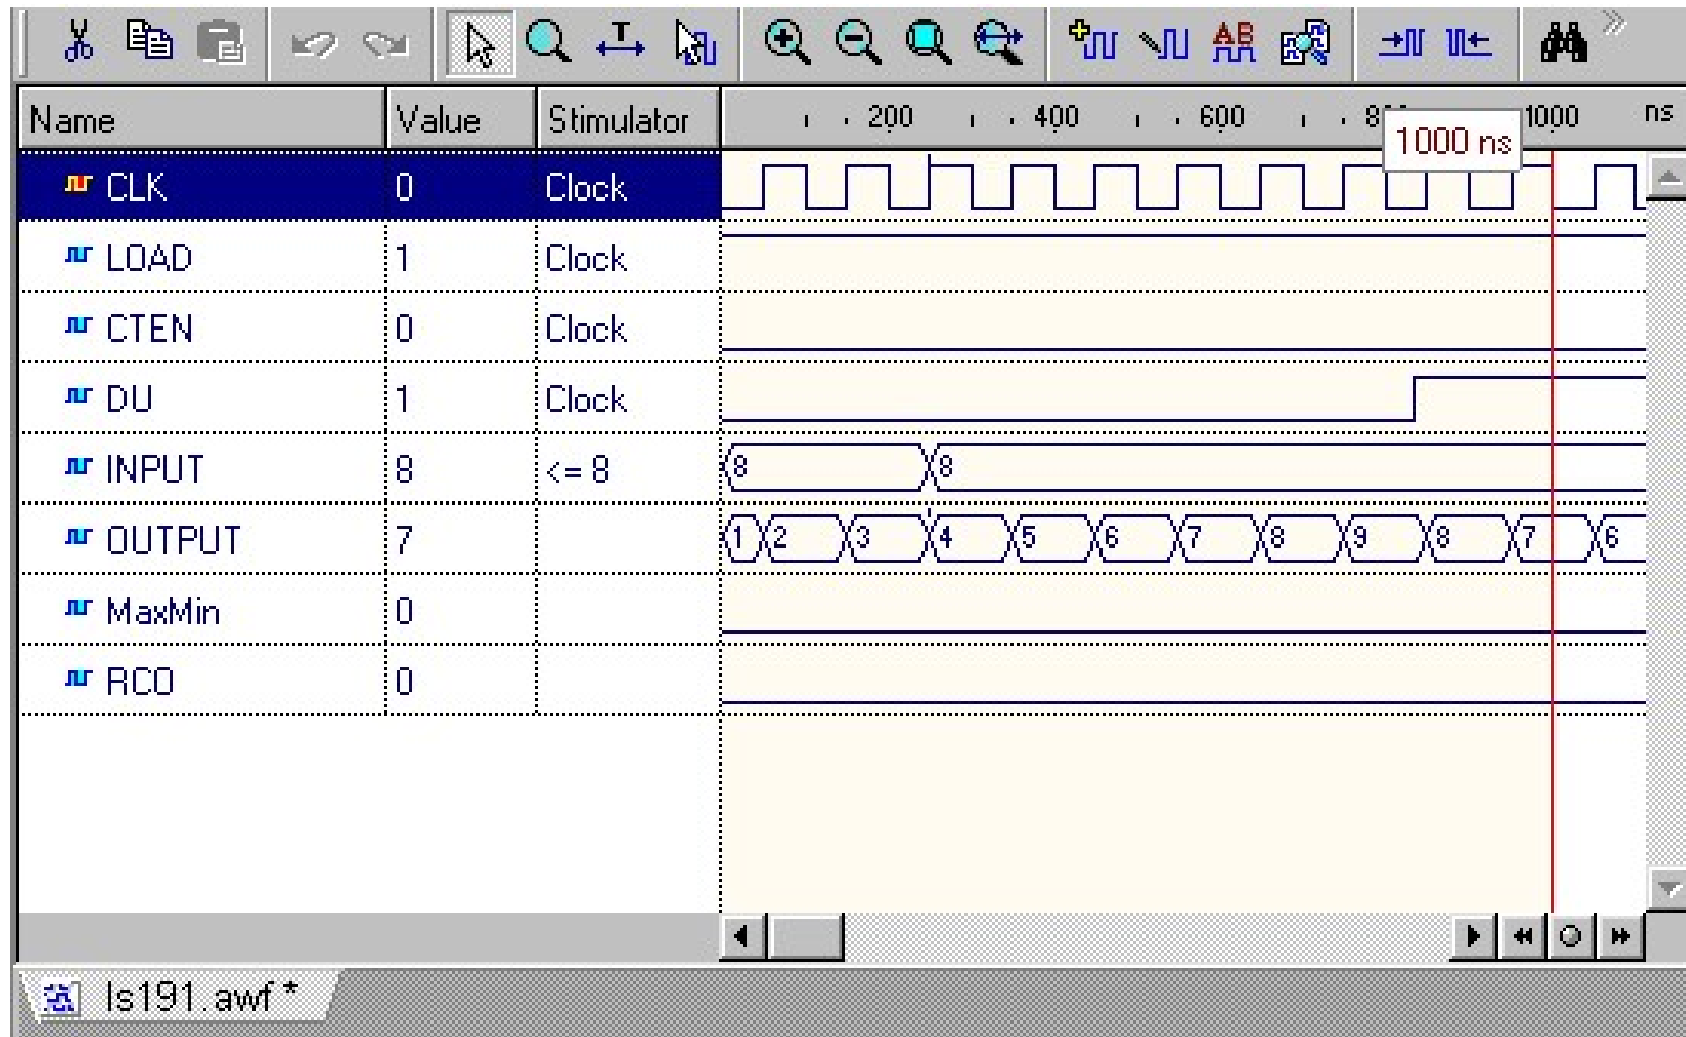 T
AB
Name Value Stimulator 200 400 600 8 1000 ns
1000 ns
CLK 0 Clock
LOAD 1 Clock
CTEN 0 Clock
DU 1 Clock
INPUT 8 <= 8 8 8
OUTPUT 7 1 2 3 4 5 6 7 8 9 8 7 6
MaxMin 0
RCO 0
ls191.awf *